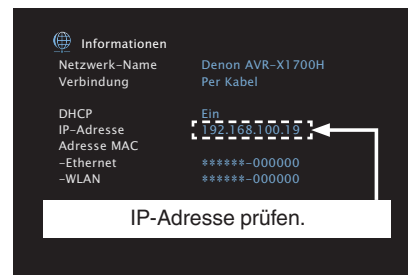 Informationen
Netzwerk-Name Denon AVR-X1700H
Verbindung Per Kabel
DHCP Ein
IP-Adresse 192.168.100.19
Adresse MAC
-Ethernet ******-000000
-WLAN ******-000000
IP-Adresse prüfen.